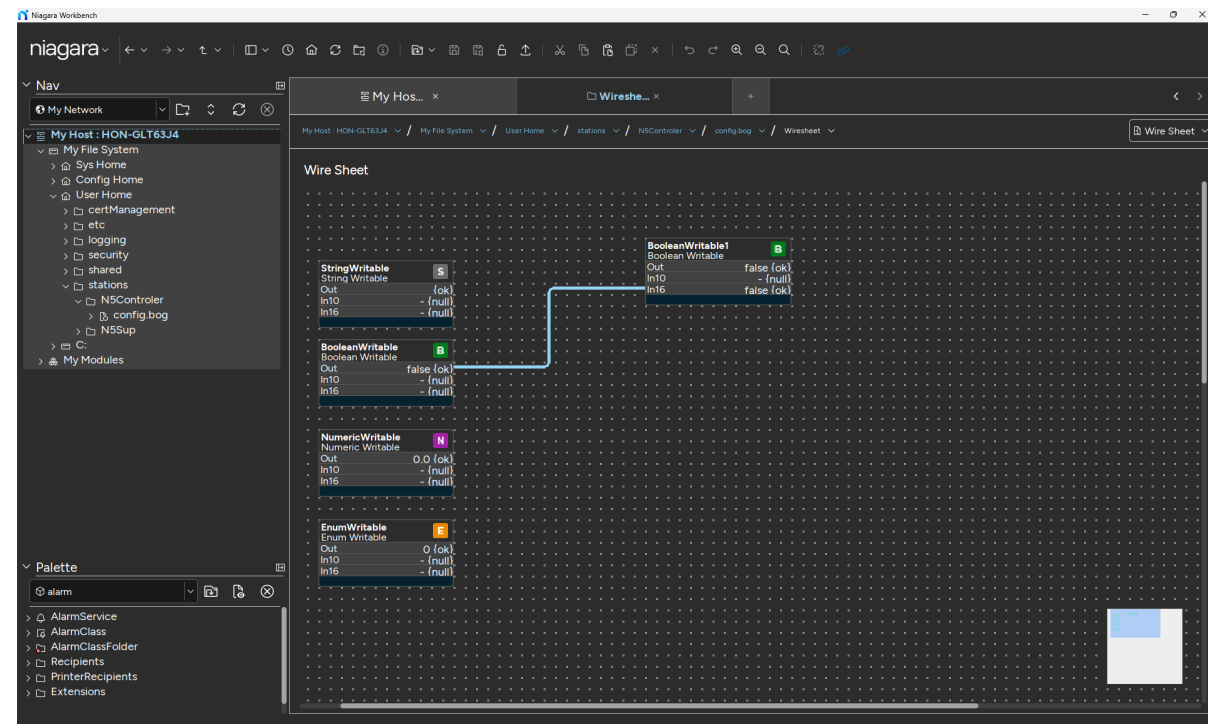 Niagara Workbench
niagara
Nav
My Network
My Host : HON-GLT63J4
My File System
Sys Home
Config Home
User Home
certManagement
etc
logging
security
shared
stations
N5Controler
config.bog
N5Sup
C:
My Modules
Palette
alarm
AlarmService
AlarmClass
AlarmClassFolder
Recipients
PrinterRecipients
Extensions
My Hos... ×
Wireshe... ×
+
My Host : HON-GLT63J4 / My File System / User Home / stations / N5Controler / config.bog / Wiresheet
Wire Sheet
Wire Sheet
StringWritable S
String Writable
Out {ok}
In10 - {null}
In16 - {null}
BooleanWritable B
Boolean Writable
Out false {ok}
In10 - {null}
In16 - {null}
NumericWritable N
Numeric Writable
Out 0.0 {ok}
In10 - {null}
In16 - {null}
EnumWritable E
Enum Writable
Out 0 {ok}
In10 - {null}
In16 - {null}
BooleanWritable1 B
Boolean Writable
Out false {ok}
In10 - {null}
In16 false {ok}